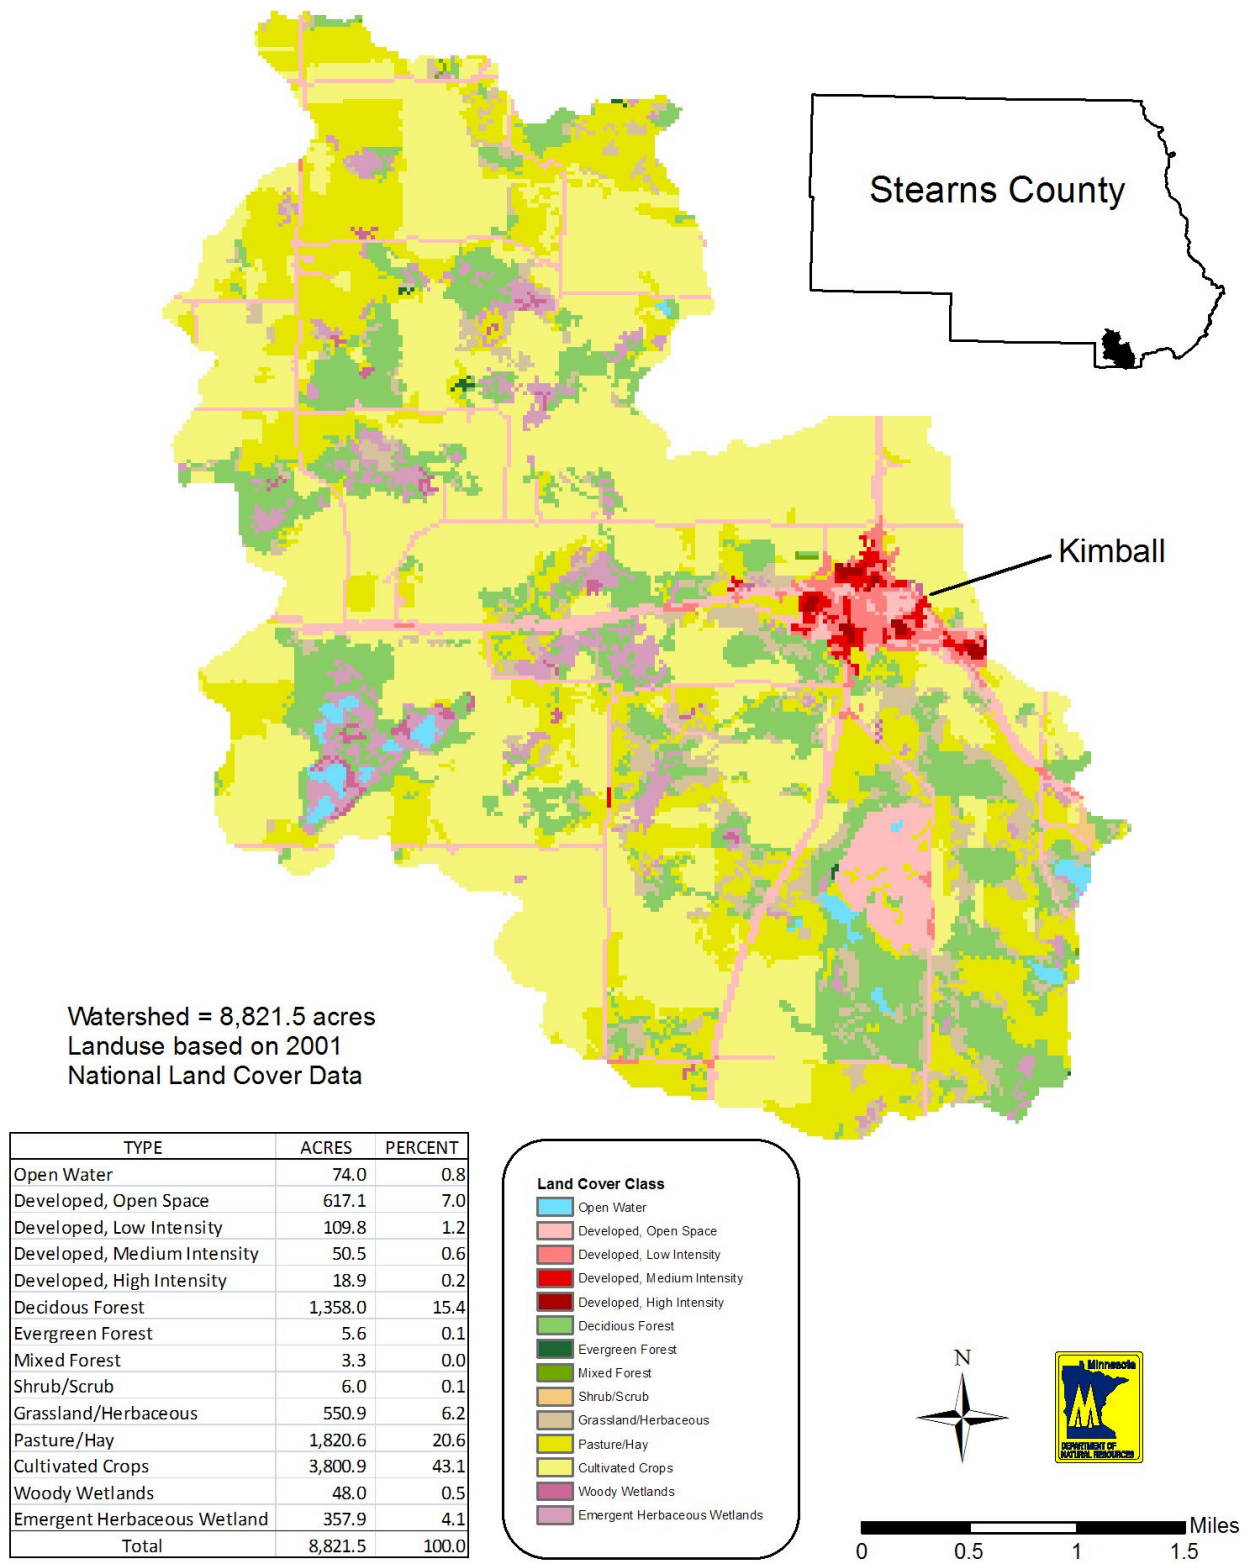 Stearns County
Kimball
Watershed = 8,821.5 acres
Landuse based on 2001
National Land Cover Data
TYPE ACRES PERCENT
Open Water 74.0 0.8
Developed, Open Space 617.1 7.0
Developed, Low Intensity 109.8 1.2
Developed, Medium Intensity 50.5 0.6
Developed, High Intensity 18.9 0.2
Decidous Forest 1,358.0 15.4
Evergreen Forest 5.6 0.1
Mixed Forest 3.3 0.0
Shrub/Scrub 6.0 0.1
Grassland/Herbaceous 550.9 6.2
Pasture/Hay 1,820.6 20.6
Cultivated Crops 3,800.9 43.1
Woody Wetlands 48.0 0.5
Emergent Herbaceous Wetland 357.9 4.1
Total 8,821.5 100.0
Land Cover Class
Open Water
Developed, Open Space
Developed, Low Intensity
Developed, Medium Intensity
Developed, High Intensity
Decidious Forest
Evergreen Forest
Mixed Forest
Shrub/Scrub
Grassland/Herbaceous
Pasture/Hay
Cultivated Crops
Woody Wetlands
Emergent Herbaceous Wetlands
N
Minnesota
M
DEPARTMENT OF
NATURAL RESOURCES
Miles
0 0.5 1 1.5